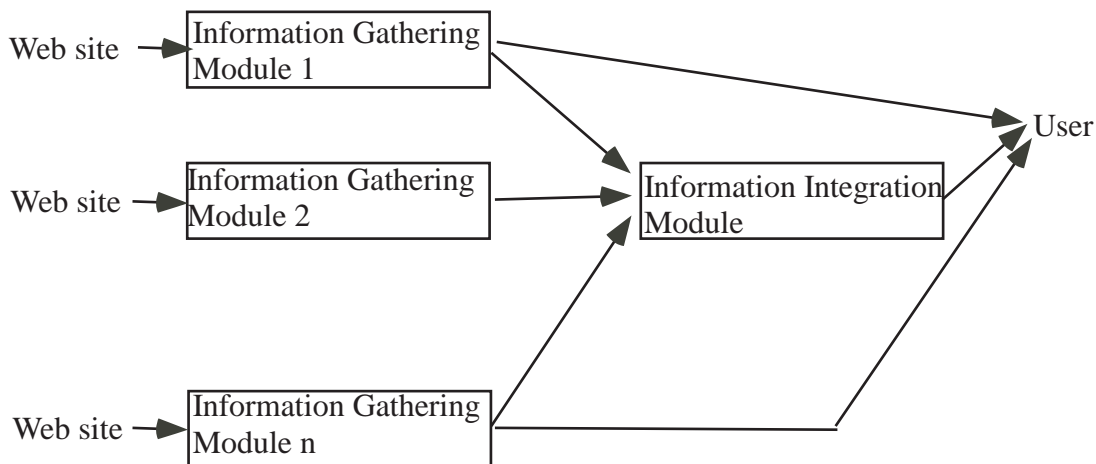 Web site
Information Gathering
Module 1
User
Web site
Information Gathering
Module 2
Information Integration
Module
Web site
Information Gathering
Module n